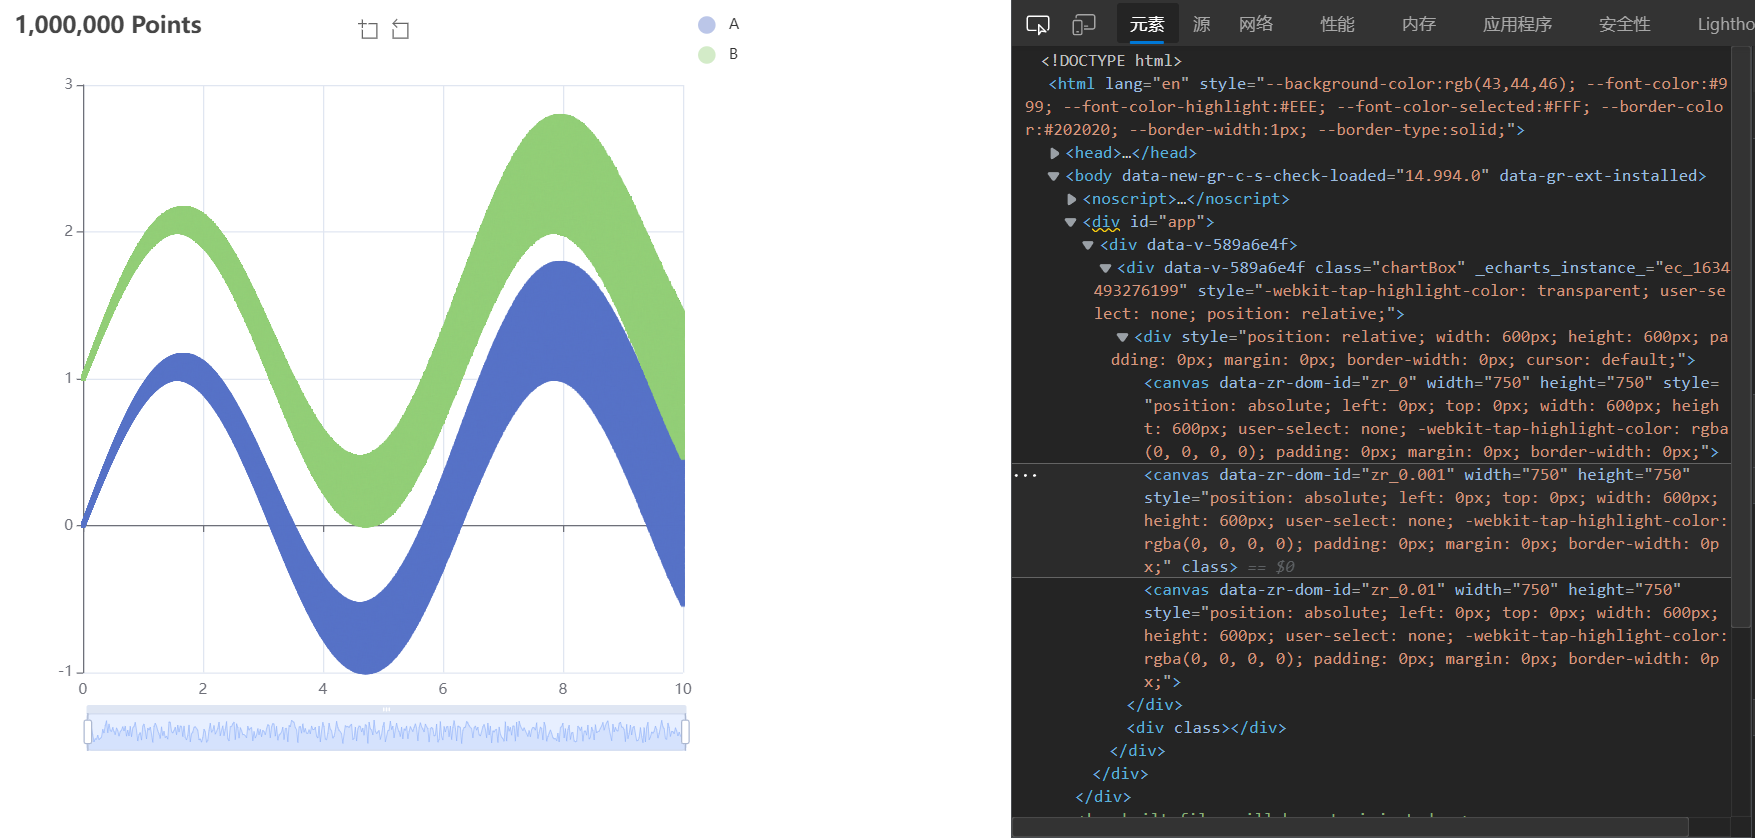 1,000,000 Points
A
B
3
2
1
0
-1
0 2 4 6 8 10
元素 源 网络 性能 内存 应用程序 安全性 Lightho
<!DOCTYPE html>
<html lang="en" style="--background-color:rgb(43,44,46); --font-color:#9
99; --font-color-highlight:#EEE; --font-color-selected:#FFF; --border-colo
r:#202020; --border-width:1px; --border-type:solid;">
<head>…</head>
<body data-new-gr-c-s-check-loaded="14.994.0" data-gr-ext-installed>
<noscript>…</noscript>
<div id="app">
<div data-v-589a6e4f>
<div data-v-589a6e4f class="chartBox" _echarts_instance_="ec_1634
493276199" style="-webkit-tap-highlight-color: transparent; user-se
lect: none; position: relative;">
<div style="position: relative; width: 600px; height: 600px; pa
dding: 0px; margin: 0px; border-width: 0px; cursor: default;">
<canvas data-zr-dom-id="zr_0" width="750" height="750" style=
"position: absolute; left: 0px; top: 0px; width: 600px; heigh
t: 600px; user-select: none; -webkit-tap-highlight-color: rgba
(0, 0, 0, 0); padding: 0px; margin: 0px; border-width: 0px;">
… <canvas data-zr-dom-id="zr_0.001" width="750" height="750"
style="position: absolute; left: 0px; top: 0px; width: 600px;
height: 600px; user-select: none; -webkit-tap-highlight-color:
rgba(0, 0, 0, 0); padding: 0px; margin: 0px; border-width: 0p
x;" class> == $0
<canvas data-zr-dom-id="zr_0.01" width="750" height="750"
style="position: absolute; left: 0px; top: 0px; width: 600px;
height: 600px; user-select: none; -webkit-tap-highlight-color:
rgba(0, 0, 0, 0); padding: 0px; margin: 0px; border-width: 0p
x;">
</div>
<div class></div>
</div>
</div>
</div>